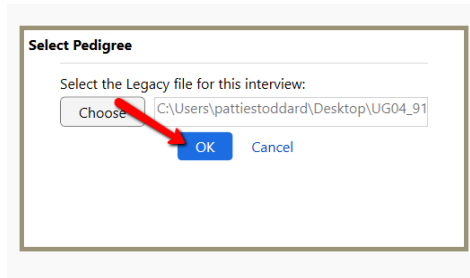 Select Pedigree
Select the Legacy file for this interview:
Choose C:\Users\pattiestoddard\Desktop\UG04_91
OK Cancel